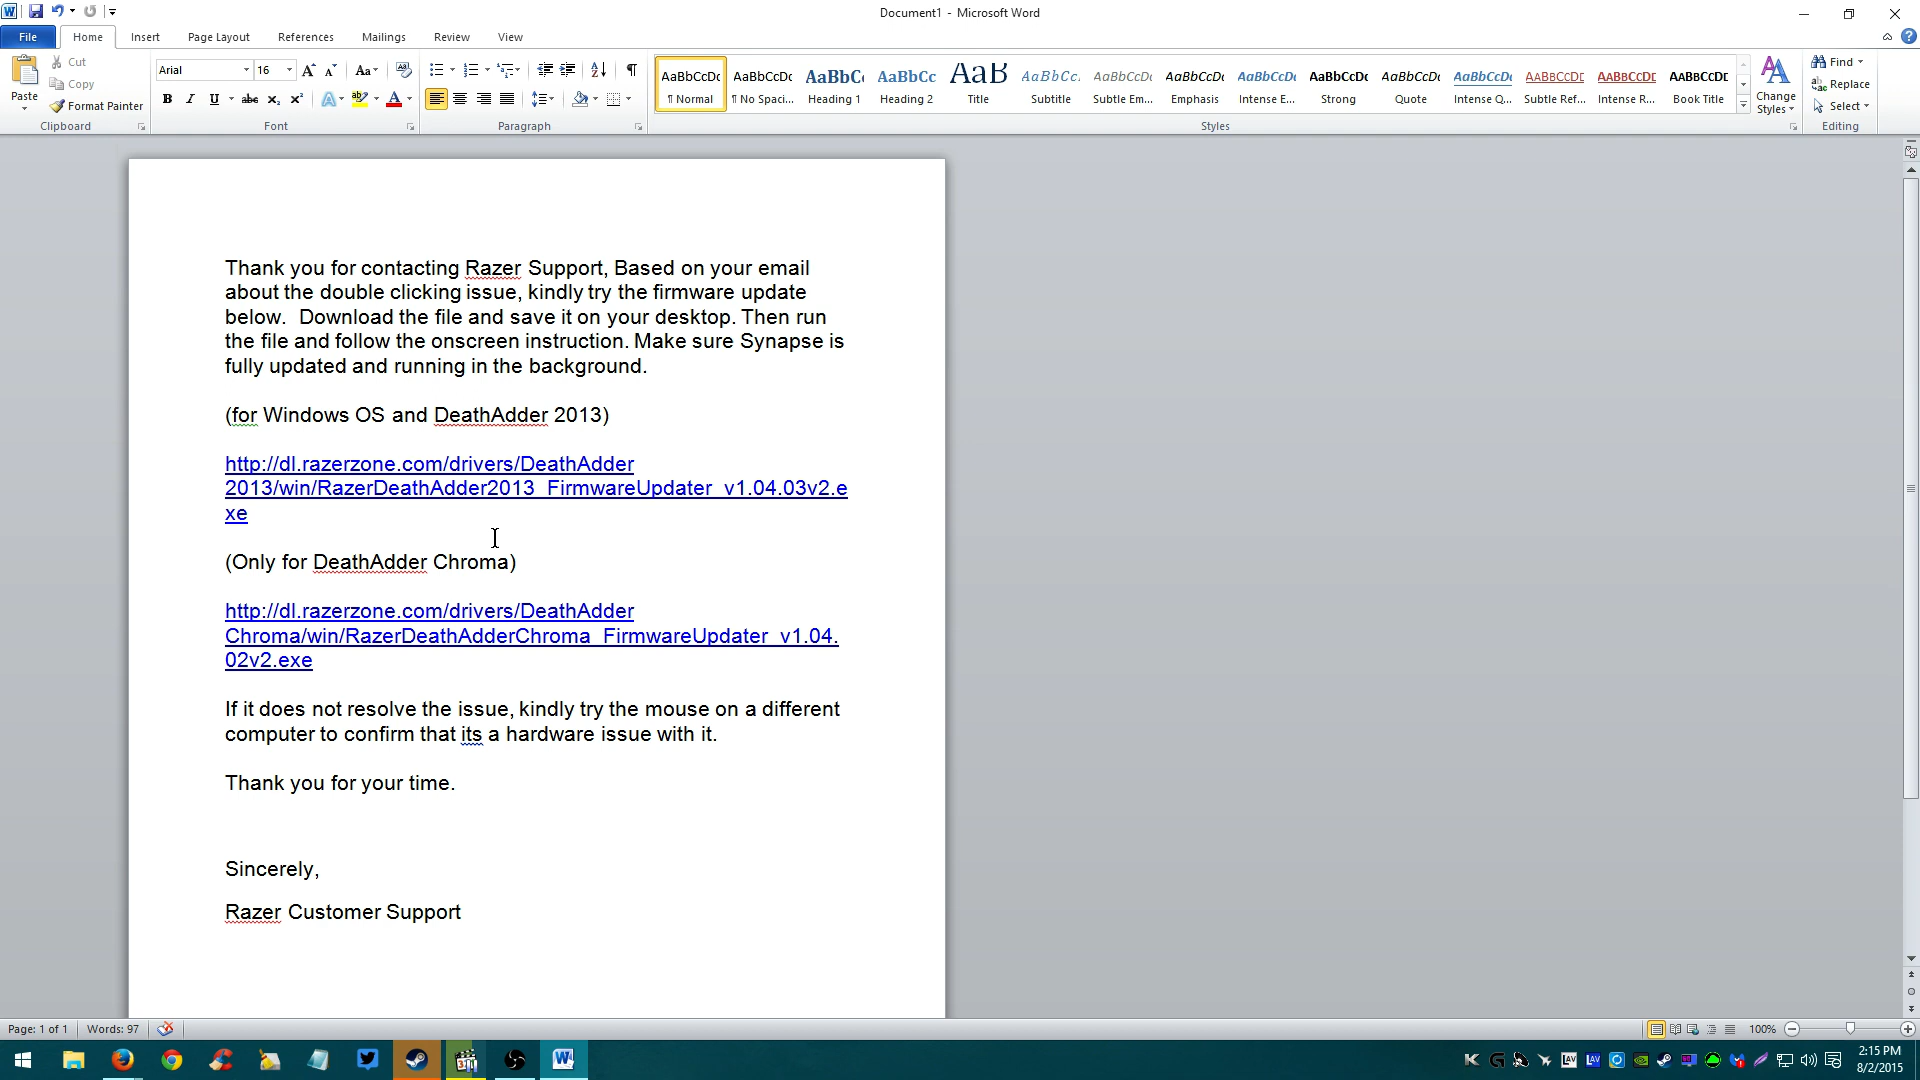 Document1 - Microsoft Word
File Home Insert Page Layout References Mailings Review View
Paste
Cut
Copy
Format Painter
Clipboard
Arial 16
Font
Paragraph
AaBbCcDc AaBbCcDc AaBbCc AaBbCc AaB AaBbCc. AaBbCcDc AaBbCcDc AaBbCcDc AaBbCcDc AaBbCcDc AaBbCcDc AABBCCDE AABBCCDE AABBCCDE
¶ Normal ¶ No Spaci... Heading 1 Heading 2 Title Subtitle Subtle Em... Emphasis Intense E... Strong Quote Intense Q... Subtle Ref... Intense R... Book Title
Styles
Change
Styles
Find
Replace
Select
Editing
Thank you for contacting Razer Support, Based on your email
about the double clicking issue, kindly try the firmware update
below.  Download the file and save it on your desktop. Then run
the file and follow the onscreen instruction. Make sure Synapse is
fully updated and running in the background.
(for Windows OS and DeathAdder 2013)
http://dl.razerzone.com/drivers/DeathAdder
2013/win/RazerDeathAdder2013_FirmwareUpdater_v1.04.03v2.e
xe
(Only for DeathAdder Chroma)
http://dl.razerzone.com/drivers/DeathAdder
Chroma/win/RazerDeathAdderChroma_FirmwareUpdater_v1.04.
02v2.exe
If it does not resolve the issue, kindly try the mouse on a different
computer to confirm that its a hardware issue with it.
Thank you for your time.
Sincerely,
Razer Customer Support
Page: 1 of 1 Words: 97
100%
2:15 PM
8/2/2015